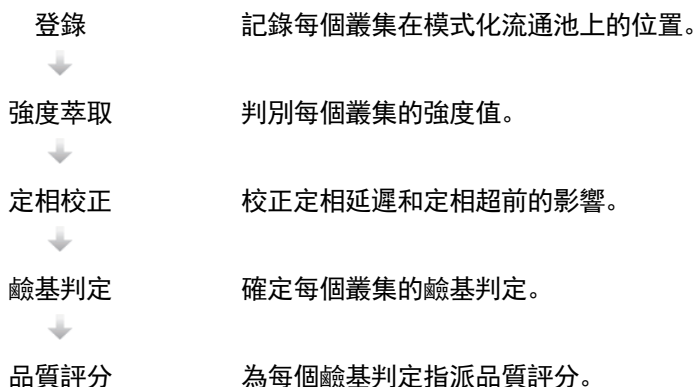 登錄 記錄每個叢集在模式化流通池上的位置。
強度萃取 判別每個叢集的強度值。
定相校正 校正定相延遲和定相超前的影響。
鹼基判定 確定每個叢集的鹼基判定。
品質評分 為每個鹼基判定指派品質評分。